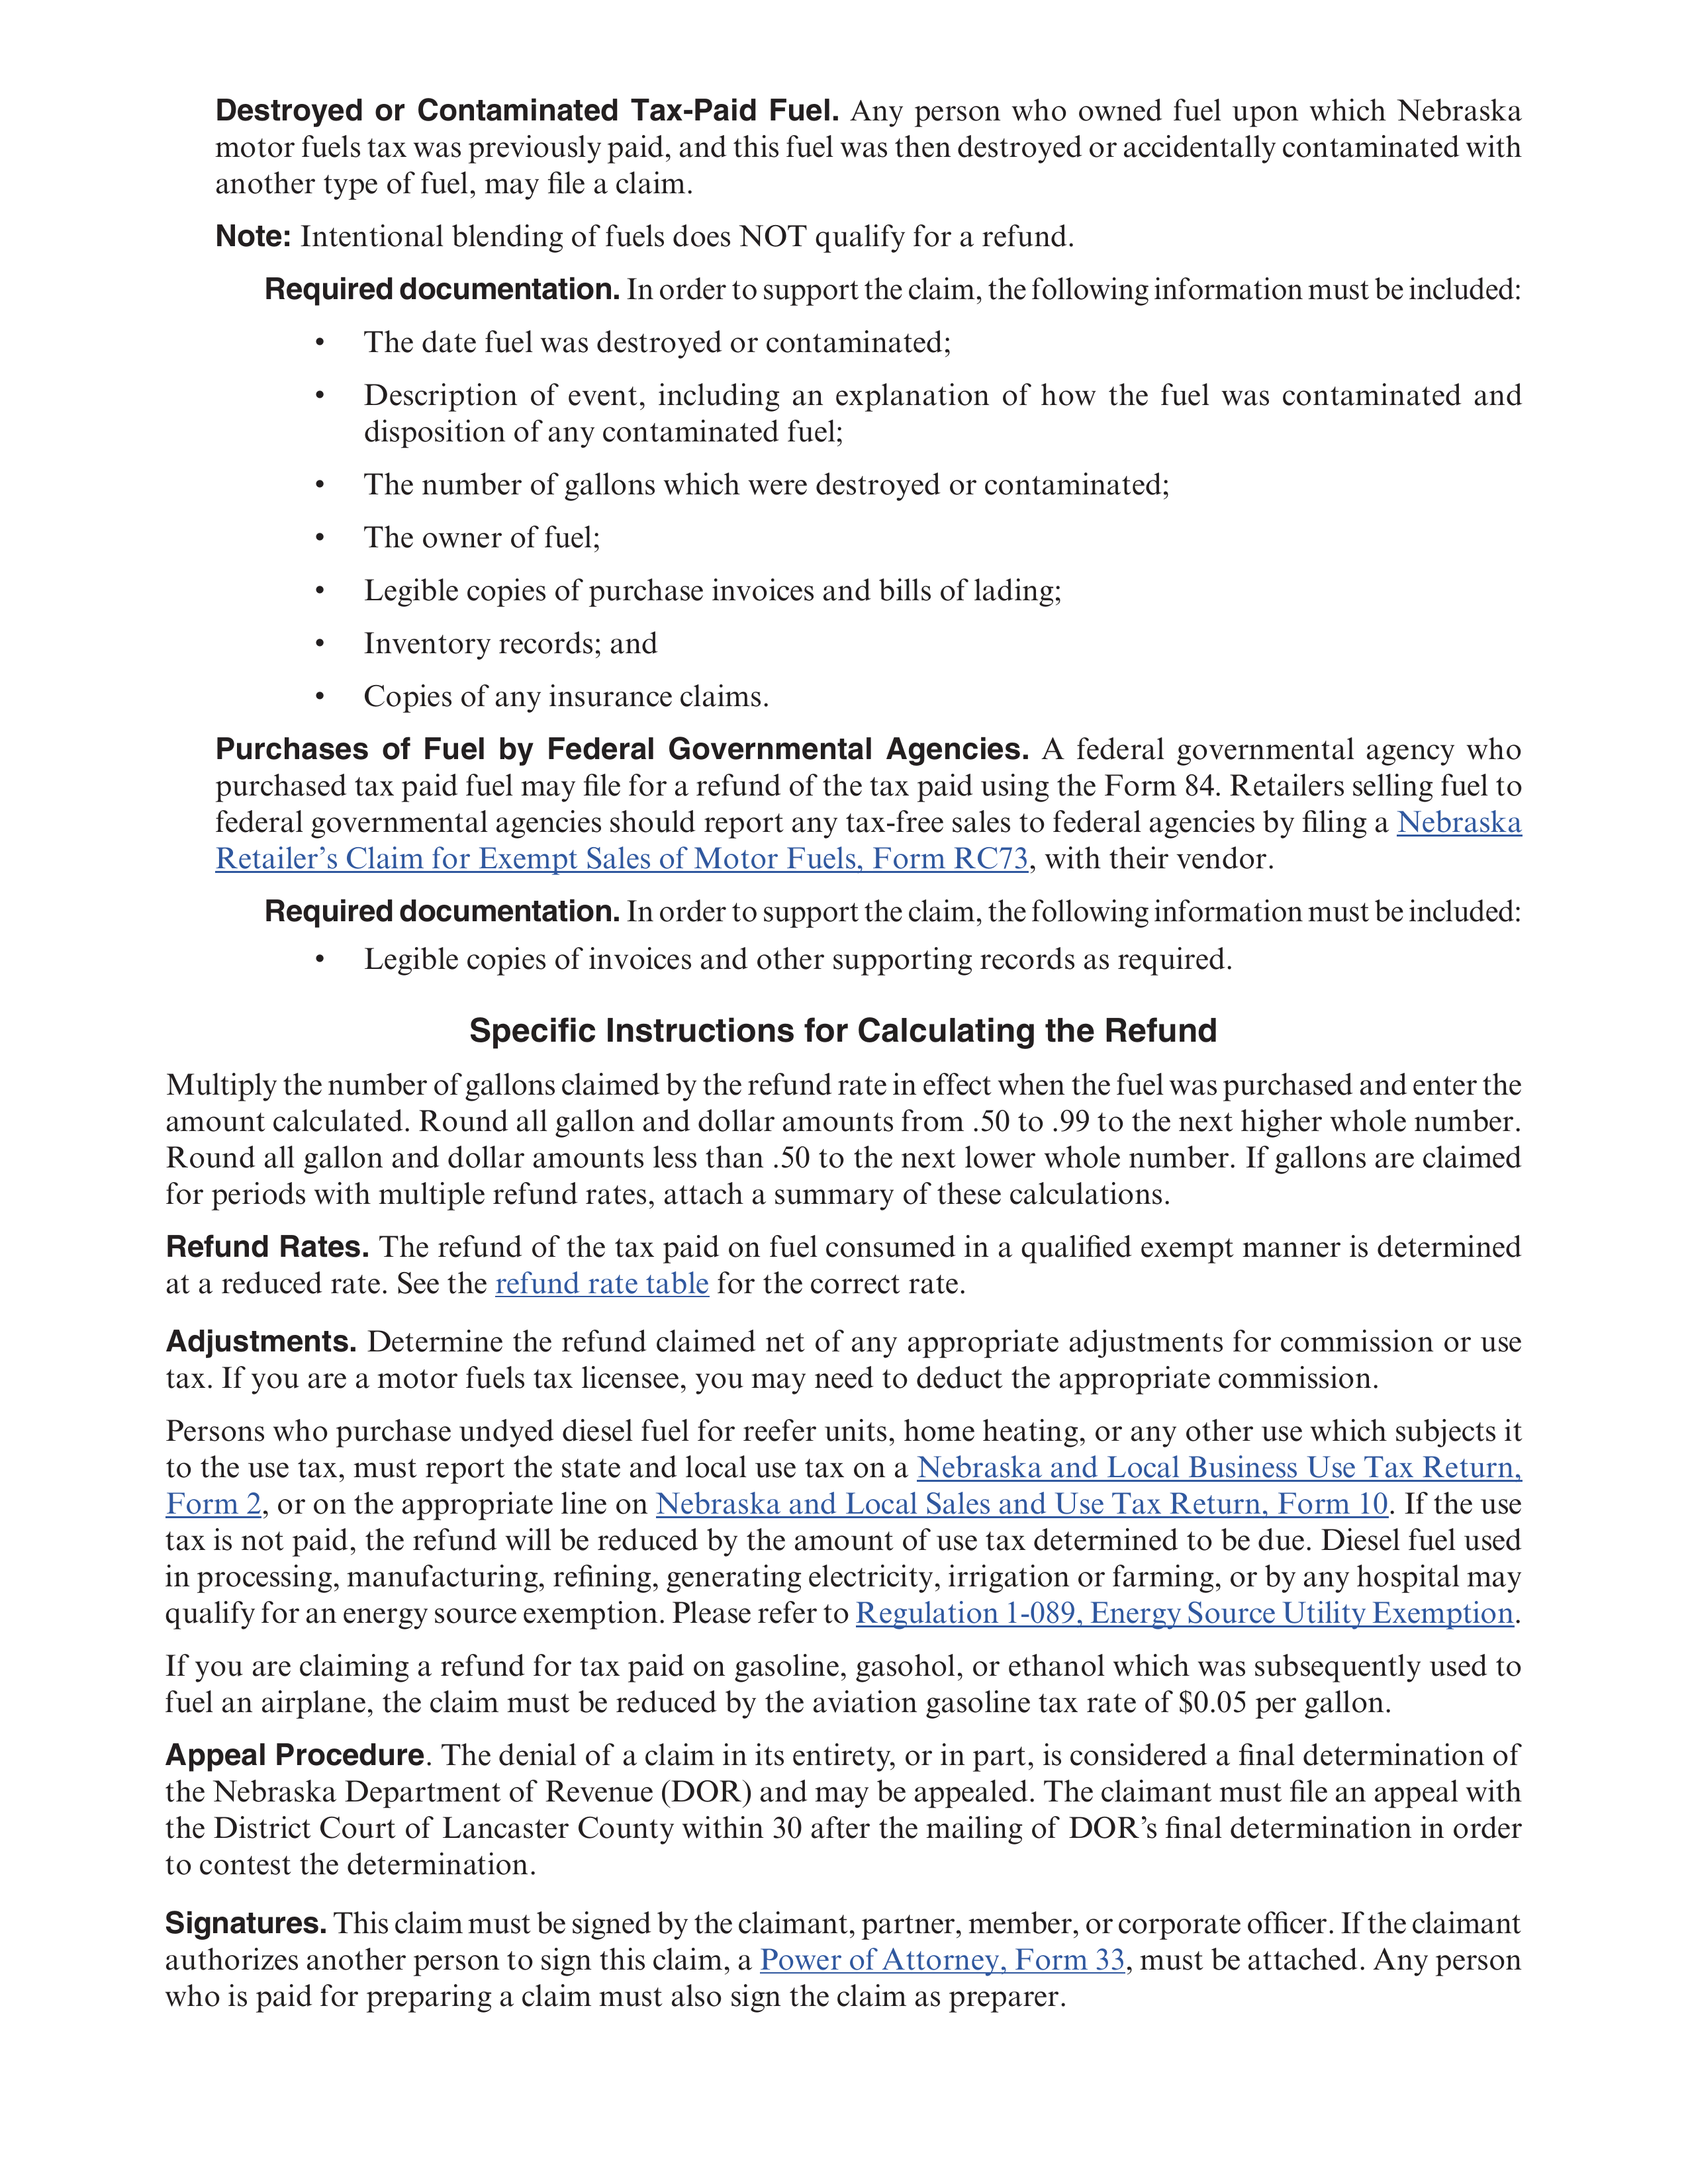 Destroyed or Contaminated Tax-Paid Fuel. Any person who owned fuel upon which Nebraska
motor fuels tax was previously paid, and this fuel was then destroyed or accidentally contaminated with
another type of fuel, may file a claim.
Note: Intentional blending of fuels does NOT qualify for a refund.
Required documentation. In order to support the claim, the following information must be included:
• The date fuel was destroyed or contaminated;
• Description of event, including an explanation of how the fuel was contaminated and
disposition of any contaminated fuel;
• The number of gallons which were destroyed or contaminated;
• The owner of fuel;
• Legible copies of purchase invoices and bills of lading;
• Inventory records; and
• Copies of any insurance claims.
Purchases of Fuel by Federal Governmental Agencies. A federal governmental agency who
purchased tax paid fuel may file for a refund of the tax paid using the Form 84. Retailers selling fuel to
federal governmental agencies should report any tax-free sales to federal agencies by filing a Nebraska
Retailer’s Claim for Exempt Sales of Motor Fuels, Form RC73, with their vendor.
Required documentation. In order to support the claim, the following information must be included:
• Legible copies of invoices and other supporting records as required.
Specific Instructions for Calculating the Refund
Multiply the number of gallons claimed by the refund rate in effect when the fuel was purchased and enter the
amount calculated. Round all gallon and dollar amounts from .50 to .99 to the next higher whole number.
Round all gallon and dollar amounts less than .50 to the next lower whole number. If gallons are claimed
for periods with multiple refund rates, attach a summary of these calculations.
Refund Rates. The refund of the tax paid on fuel consumed in a qualified exempt manner is determined
at a reduced rate. See the refund rate table for the correct rate.
Adjustments. Determine the refund claimed net of any appropriate adjustments for commission or use
tax. If you are a motor fuels tax licensee, you may need to deduct the appropriate commission.
Persons who purchase undyed diesel fuel for reefer units, home heating, or any other use which subjects it
to the use tax, must report the state and local use tax on a Nebraska and Local Business Use Tax Return,
Form 2, or on the appropriate line on Nebraska and Local Sales and Use Tax Return, Form 10. If the use
tax is not paid, the refund will be reduced by the amount of use tax determined to be due. Diesel fuel used
in processing, manufacturing, refining, generating electricity, irrigation or farming, or by any hospital may
qualify for an energy source exemption. Please refer to Regulation 1-089, Energy Source Utility Exemption.
If you are claiming a refund for tax paid on gasoline, gasohol, or ethanol which was subsequently used to
fuel an airplane, the claim must be reduced by the aviation gasoline tax rate of $0.05 per gallon.
Appeal Procedure. The denial of a claim in its entirety, or in part, is considered a final determination of
the Nebraska Department of Revenue (DOR) and may be appealed. The claimant must file an appeal with
the District Court of Lancaster County within 30 after the mailing of DOR’s final determination in order
to contest the determination.
Signatures. This claim must be signed by the claimant, partner, member, or corporate officer. If the claimant
authorizes another person to sign this claim, a Power of Attorney, Form 33, must be attached. Any person
who is paid for preparing a claim must also sign the claim as preparer.